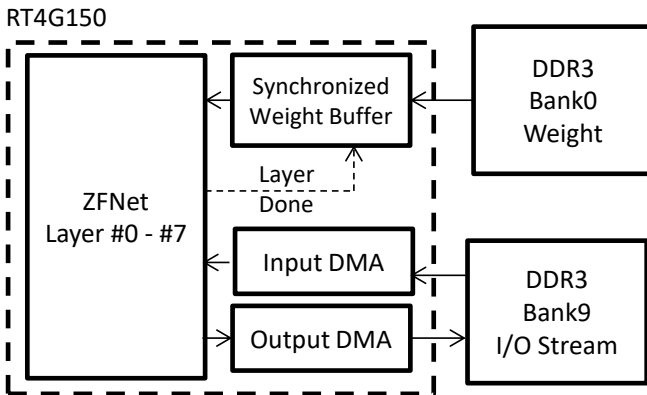 RT4G150
ZFNet
Layer #0 - #7
Synchronized
Weight Buffer
Layer
Done
Input DMA
Output DMA
DDR3
Bank0
Weight
DDR3
Bank9
I/O Stream